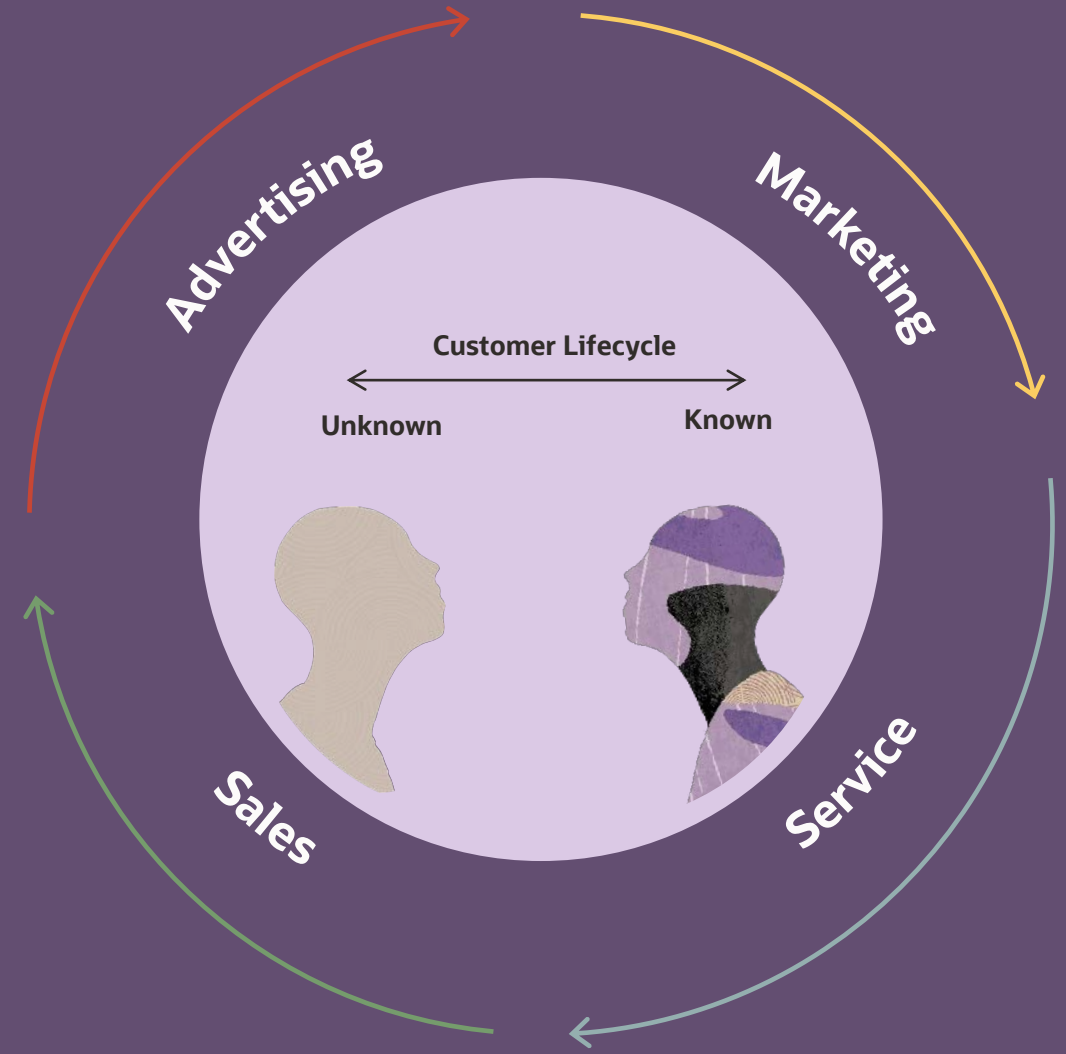 Advertising
Marketing
Customer Lifecycle
Unknown
Known
Sales
Service